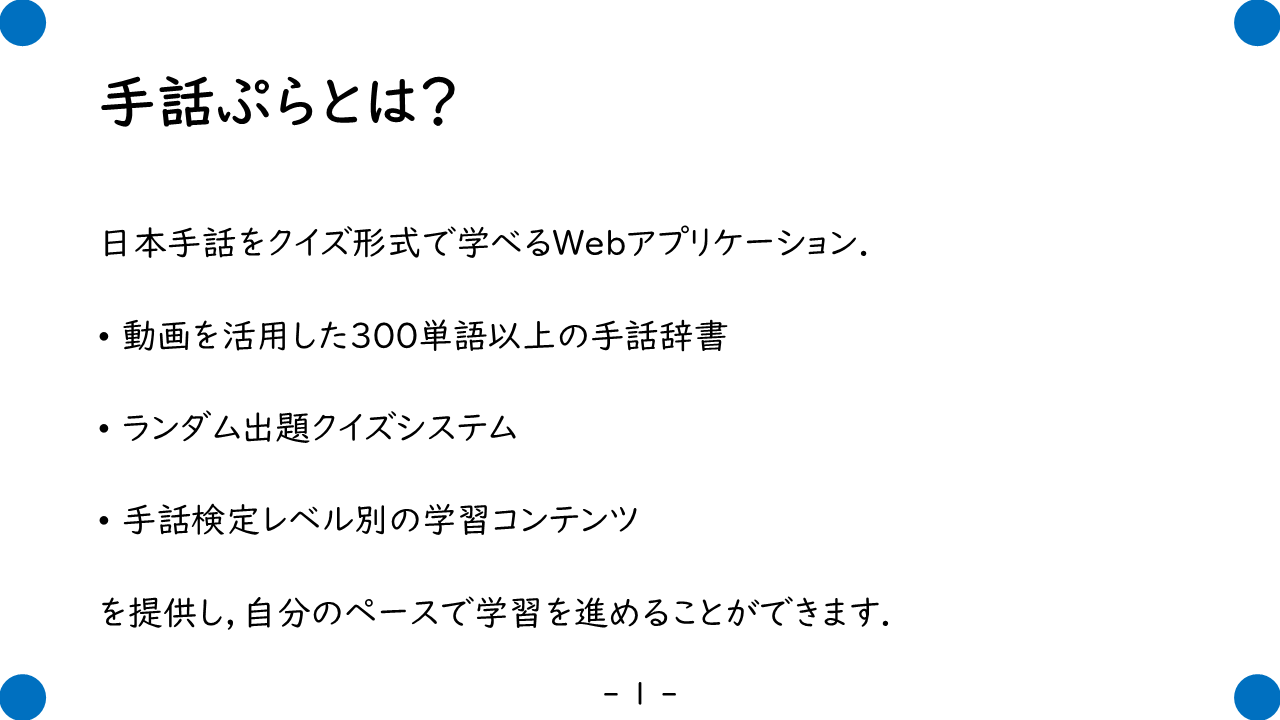 手話ぷらとは？
日本手話をクイズ形式で学べるWebアプリケーション．
• 動画を活用した300単語以上の手話辞書
• ランダム出題クイズシステム
• 手話検定レベル別の学習コンテンツ
を提供し，自分のペースで学習を進めることができます．
- 1 -